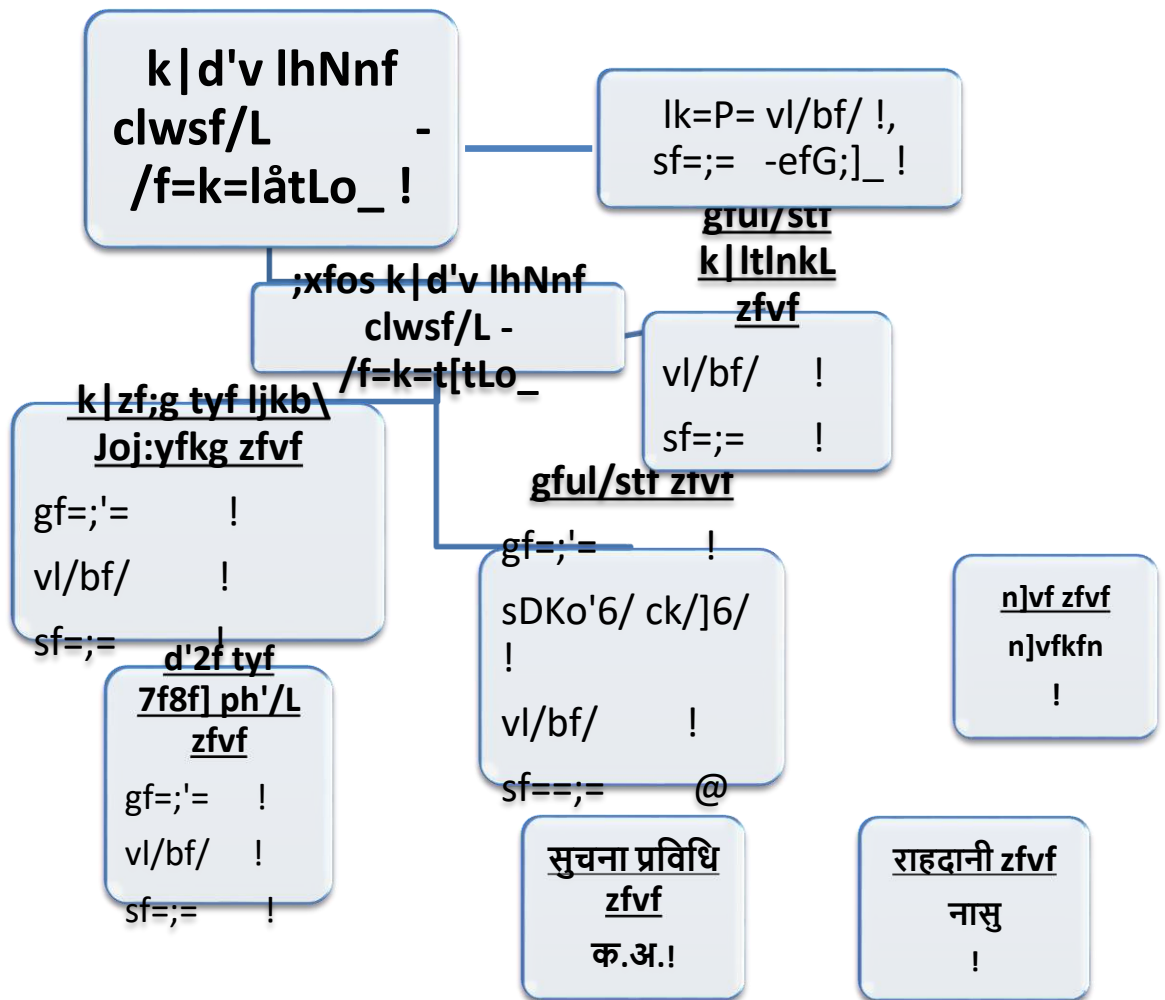 k|d'v lhNnf
clwsf/L -
/f=k=låtLo_ !
lk=P= vl/bf/ !,
sf=;= -efG;]_ !
;xfos k|d'v lhNnf
clwsf/L -
/f=k=t[tLo_
gful/stf
k|ltlnkL
zfvf
vl/bf/ !
sf=;= !
k|zf;g tyf ljkb\
Joj:yfkg zfvf
gf=;'= !
vl/bf/ !
sf=;= !
gful/stf zfvf
gf=;'= !
sDKo'6/ ck/]6/
!
vl/bf/ !
sf==;= @
d'2f tyf
7f8f] ph'/L
zfvf
gf=;'= !
vl/bf/ !
sf=;= !
n]vf zfvf
n]vfkfn
!
सुचना प्रविधि
zfvf
क.अ.!
राहदानी zfvf
नासु
!